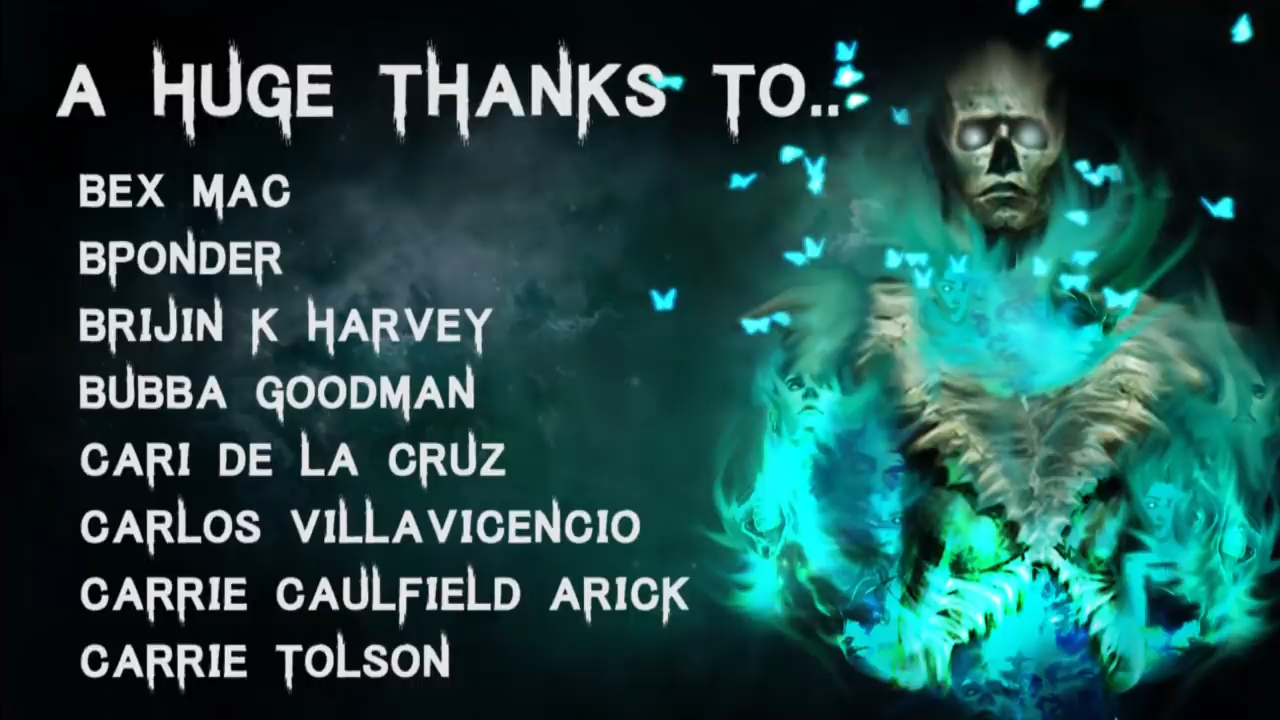 A HUGE THANKS TO..
BEX MAC
BPONDER
BRIJIN K HARVEY
BUBBA GOODMAN
CARI DE LA CRUZ
CARLOS VILLAVICENCIO
CARRIE CAULFIELD ARICK
CARRIE TOLSON